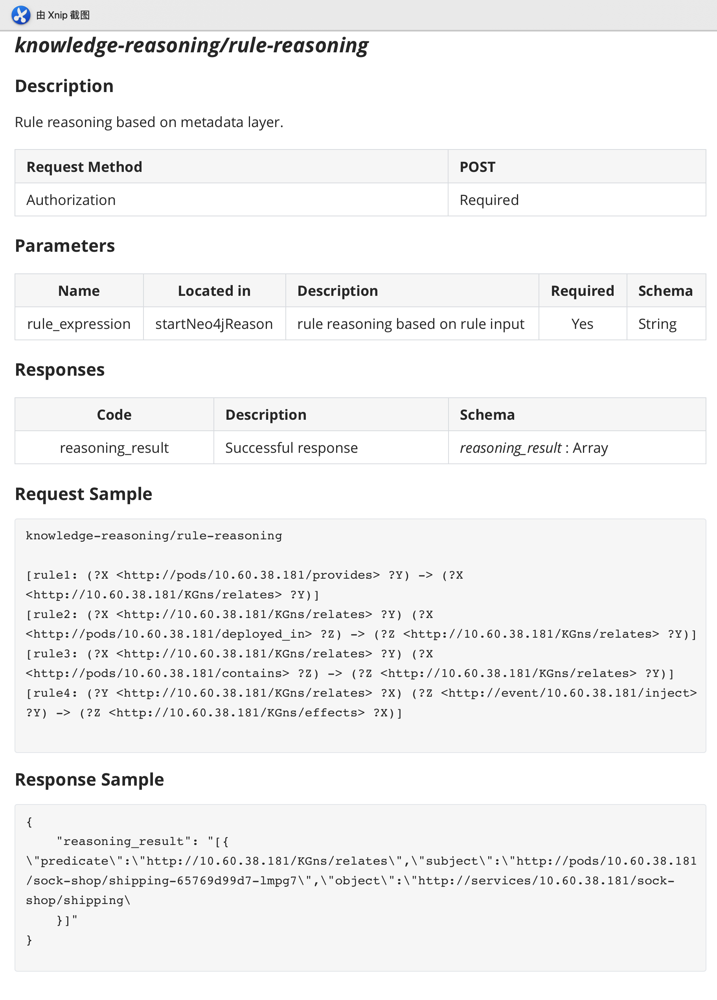 由 Xnip 截图
knowledge-reasoning/rule-reasoning
Description
Rule reasoning based on metadata layer.
Request Method POST
Authorization Required
Parameters
Name Located in Description Required Schema
rule_expression startNeo4jReason rule reasoning based on rule input Yes String
Responses
Code Description Schema
reasoning_result Successful response reasoning_result : Array
Request Sample
knowledge-reasoning/rule-reasoning
[rule1: (?X <http://pods/10.60.38.181/provides> ?Y) -> (?X
<http://10.60.38.181/KGns/relates> ?Y)]
[rule2: (?X <http://10.60.38.181/KGns/relates> ?Y) (?X
<http://pods/10.60.38.181/deployed_in> ?Z) -> (?Z <http://10.60.38.181/KGns/relates> ?Y)]
[rule3: (?X <http://10.60.38.181/KGns/relates> ?Y) (?X
<http://pods/10.60.38.181/contains> ?Z) -> (?Z <http://10.60.38.181/KGns/relates> ?Y)]
[rule4: (?Y <http://10.60.38.181/KGns/relates> ?X) (?Z <http://event/10.60.38.181/inject>
?Y) -> (?Z <http://10.60.38.181/KGns/effects> ?X)]
Response Sample
{
"reasoning_result": "[{
\"predicate\":\"http://10.60.38.181/KGns/relates\",\"subject\":\"http://pods/10.60.38.181
/sock-shop/shipping-65769d99d7-lmpg7\",\"object\":\"http://services/10.60.38.181/sock-
shop/shipping\
}]"
}